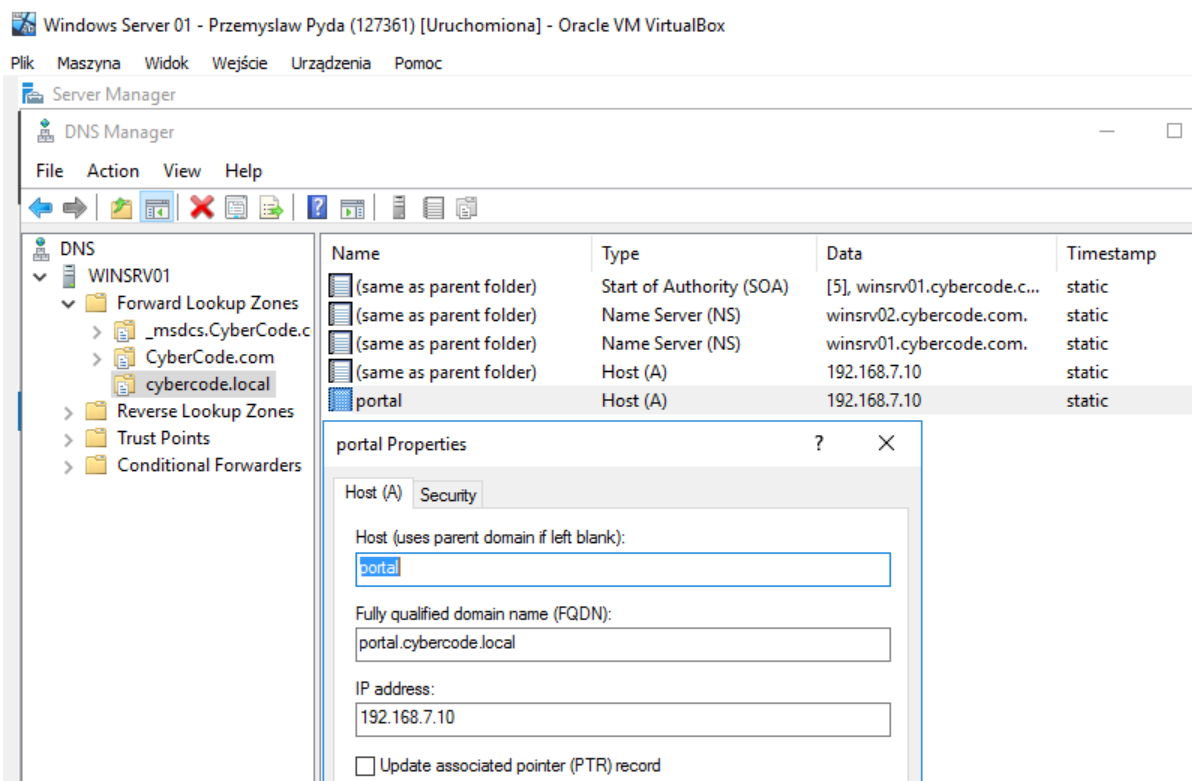 Windows Server 01 - Przemyslaw Pyda (127361) [Uruchomiona] - Oracle VM VirtualBox
Plik Maszyna Widok Wejście Urządzenia Pomoc
Server Manager
DNS Manager
File Action View Help
DNS
WINSRV01
Forward Lookup Zones
_msdcs.CyberCode.c
CyberCode.com
cybercode.local
Reverse Lookup Zones
Trust Points
Conditional Forwarders
Name Type Data Timestamp
(same as parent folder) Start of Authority (SOA) [5], winsrv01.cybercode.c... static
(same as parent folder) Name Server (NS) winsrv02.cybercode.com. static
(same as parent folder) Name Server (NS) winsrv01.cybercode.com. static
(same as parent folder) Host (A) 192.168.7.10 static
portal Host (A) 192.168.7.10 static
portal Properties ?
Host (A) Security
Host (uses parent domain if left blank):
portal
Fully qualified domain name (FQDN):
portal.cybercode.local
IP address:
192.168.7.10
Update associated pointer (PTR) record